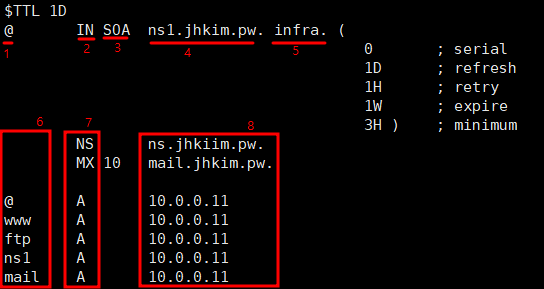 $TTL 1D
@ IN SOA ns1.jhkim.pw. infra. (
1 2 3 4 5
0 ; serial
1D ; refresh
1H ; retry
1W ; expire
3H ) ; minimum
6 7 8
NS ns.jhkiim.pw.
MX 10 mail.jhkim.pw.
@ A 10.0.0.11
www A 10.0.0.11
ftp A 10.0.0.11
ns1 A 10.0.0.11
mail A 10.0.0.11